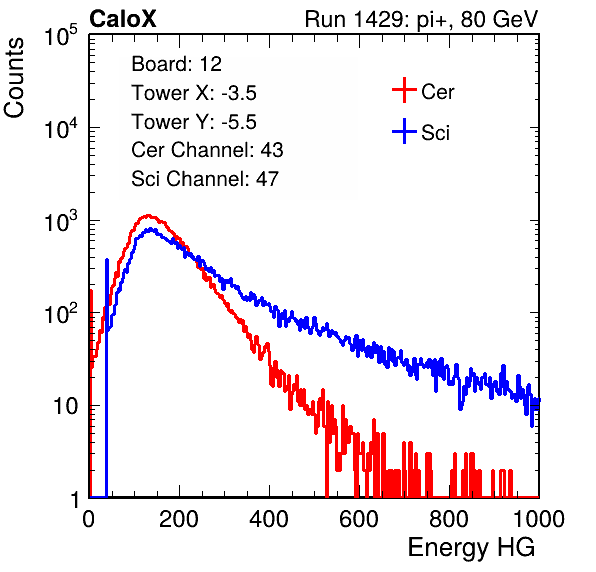 CaloX Run 1429: pi+, 80 GeV
Counts
10^5
10^4
10^3
10^2
10
1
Board: 12
Tower X: -3.5
Tower Y: -5.5
Cer Channel: 43
Sci Channel: 47
Cer
Sci
0 200 400 600 800 1000
Energy HG